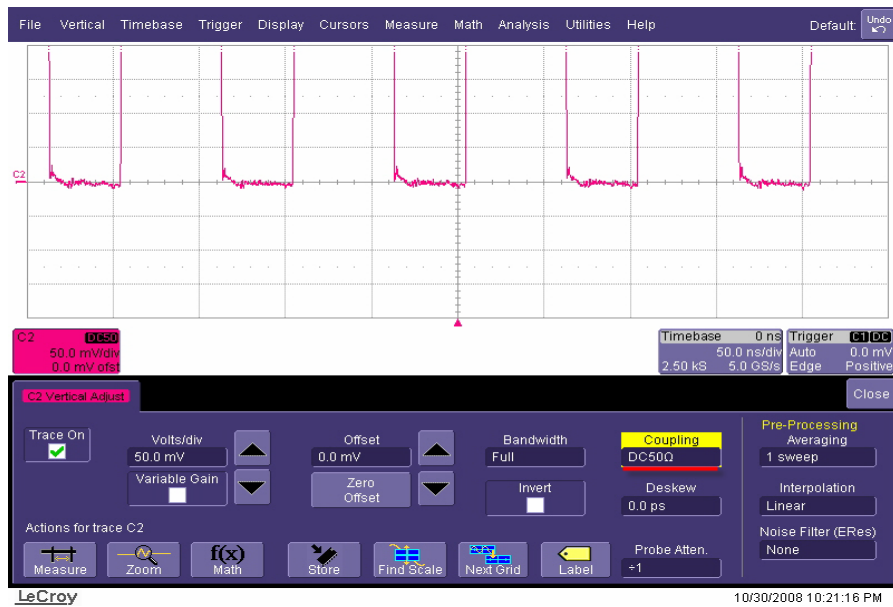 File Vertical Timebase Trigger Display Cursors Measure Math Analysis Utilities Help Default: Undo
C2
C2 DC50
50.0 mV/div
0.0 mV ofst
Timebase 0 ns
50.0 ns/div
2.50 kS 5.0 GS/s
Trigger C1 DC
Auto 0.0 mV
Edge Positive
C2 Vertical Adjust
Close
Trace On
Volts/div
50.0 mV
Variable Gain
Offset
0.0 mV
Zero
Offset
Bandwidth
Full
Invert
Coupling
DC50Ω
Deskew
0.0 ps
Pre-Processing
Averaging
1 sweep
Interpolation
Linear
Noise Filter (ERes)
None
Actions for trace C2
Measure
Zoom
f(x)
Math
Store
Find Scale
Next Grid
Label
Probe Atten.
÷1
LeCroy
10/30/2008 10:21:16 PM